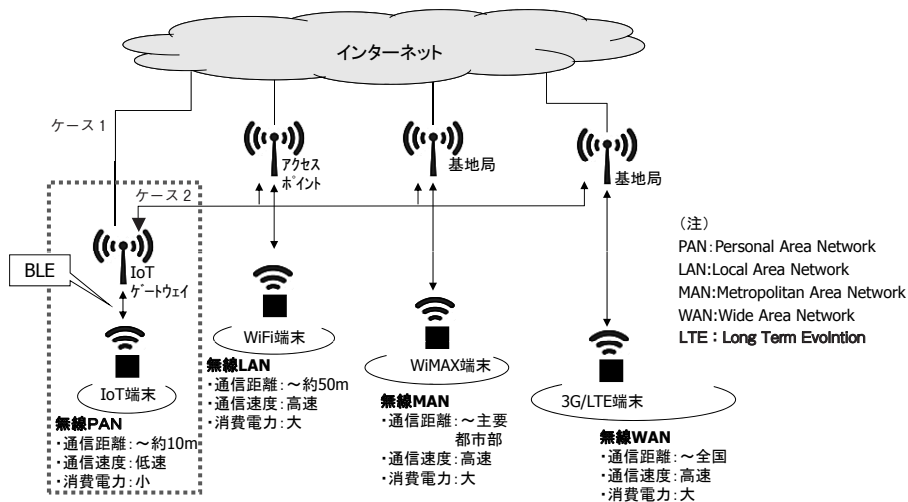 インターネット
ケース1
アクセス
ポイント
基地局
基地局
ケース2
BLE
IoT
ゲートウェイ
IoT端末
WiFi端末
WiMAX端末
3G/LTE端末
(注)
PAN:Personal Area Network
LAN:Local Area Network
MAN:Metropolitan Area Network
WAN:Wide Area Network
LTE:Long Term Evolntion
無線PAN
・通信距離:~約10m
・通信速度:低速
・消費電力:小
無線LAN
・通信距離:~約50m
・通信速度:高速
・消費電力:大
無線MAN
・通信距離:~主要
都市部
・通信速度:高速
・消費電力:大
無線WAN
・通信距離:~全国
・通信速度:高速
・消費電力:大